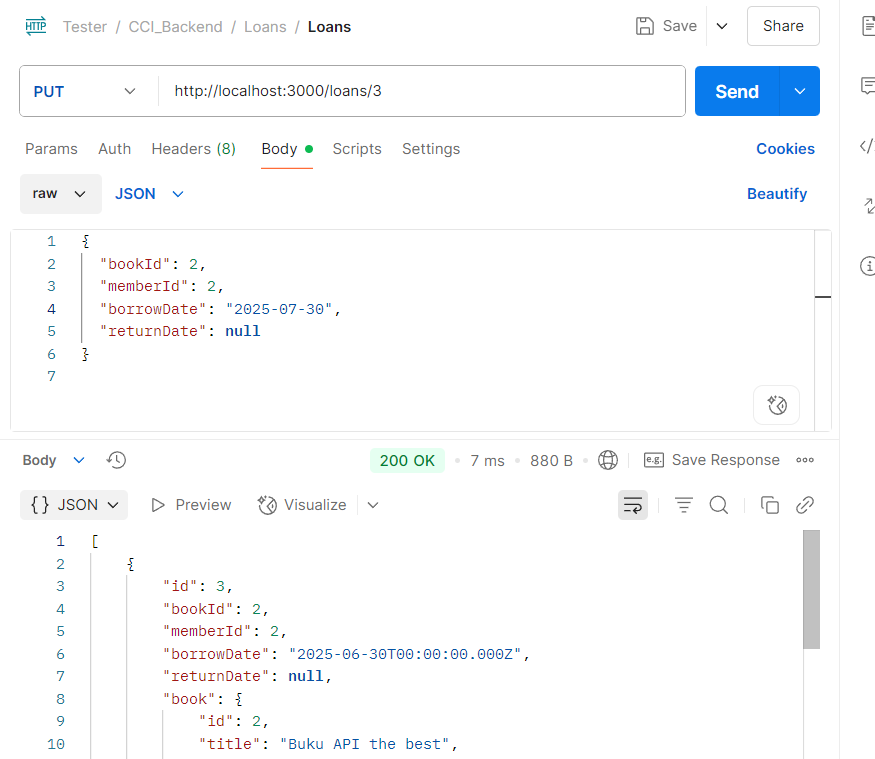 HTTP Tester / CCI_Backend / Loans / Loans Save Share
PUT http://localhost:3000/loans/3 Send
Params Auth Headers (8) Body Scripts Settings Cookies
raw JSON Beautify
1 {
2 "bookId": 2,
3 "memberId": 2,
4 "borrowDate": "2025-07-30",
5 "returnDate": null
6 }
7
Body 200 OK • 7 ms • 880 B • e.g. Save Response
{} JSON Preview Visualize
1 [
2 {
3 "id": 3,
4 "bookId": 2,
5 "memberId": 2,
6 "borrowDate": "2025-06-30T00:00:00.000Z",
7 "returnDate": null,
8 "book": {
9 "id": 2,
10 "title": "Buku API the best",